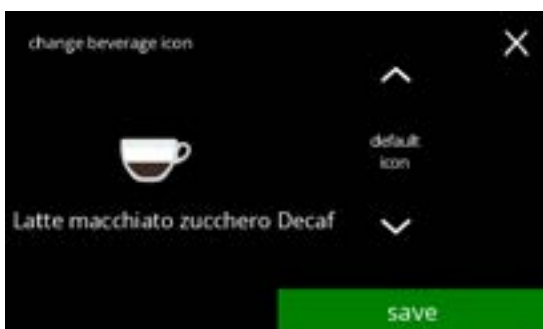 change beverage icon
default
icon
Latte macchiato zucchero Decaf
save